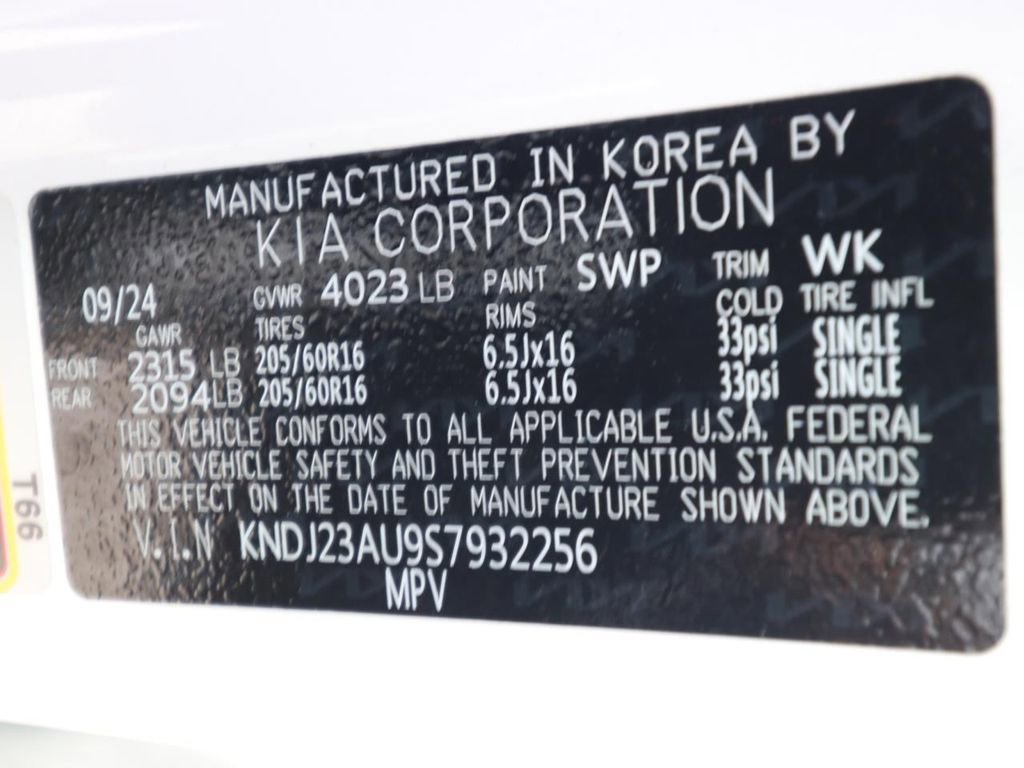 MANUFACTURED IN KOREA BY
KIA CORPORATION
09/24 GVWR 4023 LB PAINT SWP TRIM WK
GAWR TIRES RIMS COLD TIRE INFL
FRONT 2315 LB 205/60R16 6.5Jx16 33psi SINGLE
REAR 2094LB 205/60R16 6.5Jx16 33psi SINGLE
THIS VEHICLE CONFORMS TO ALL APPLICABLE U.S.A. FEDERAL
MOTOR VEHICLE SAFETY AND THEFT PREVENTION STANDARDS
IN EFFECT ON THE DATE OF MANUFACTURE SHOWN ABOVE.
V.I.N KNDJ23AU9S7932256
MPV
T66